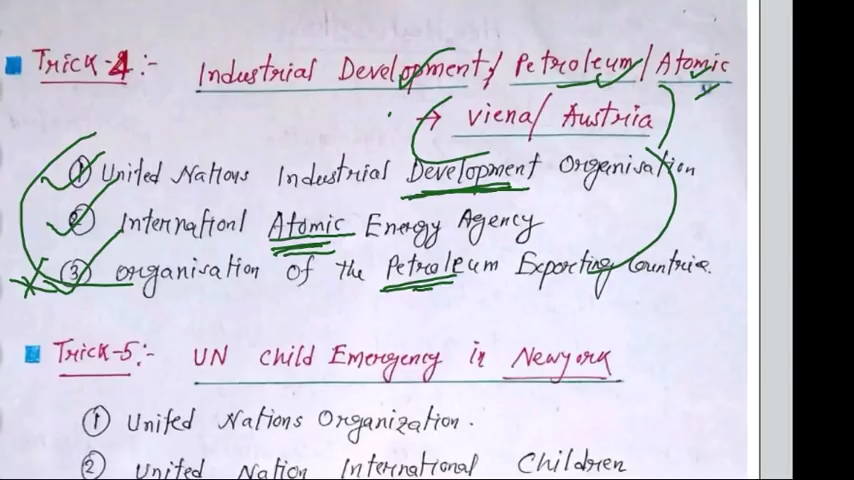 Trick-4:- Industrial Development/ Petroleum/Atomic
→ viena/ Austria
① United Nations Industrial Development Organisation
② Internationl Atomic Energy Agency
③ organisation of the Petroleum Exporting Countries.
Trick-5:- UN Child Emergency in Newyork
① United Nations Organization.
② United Nation International Children